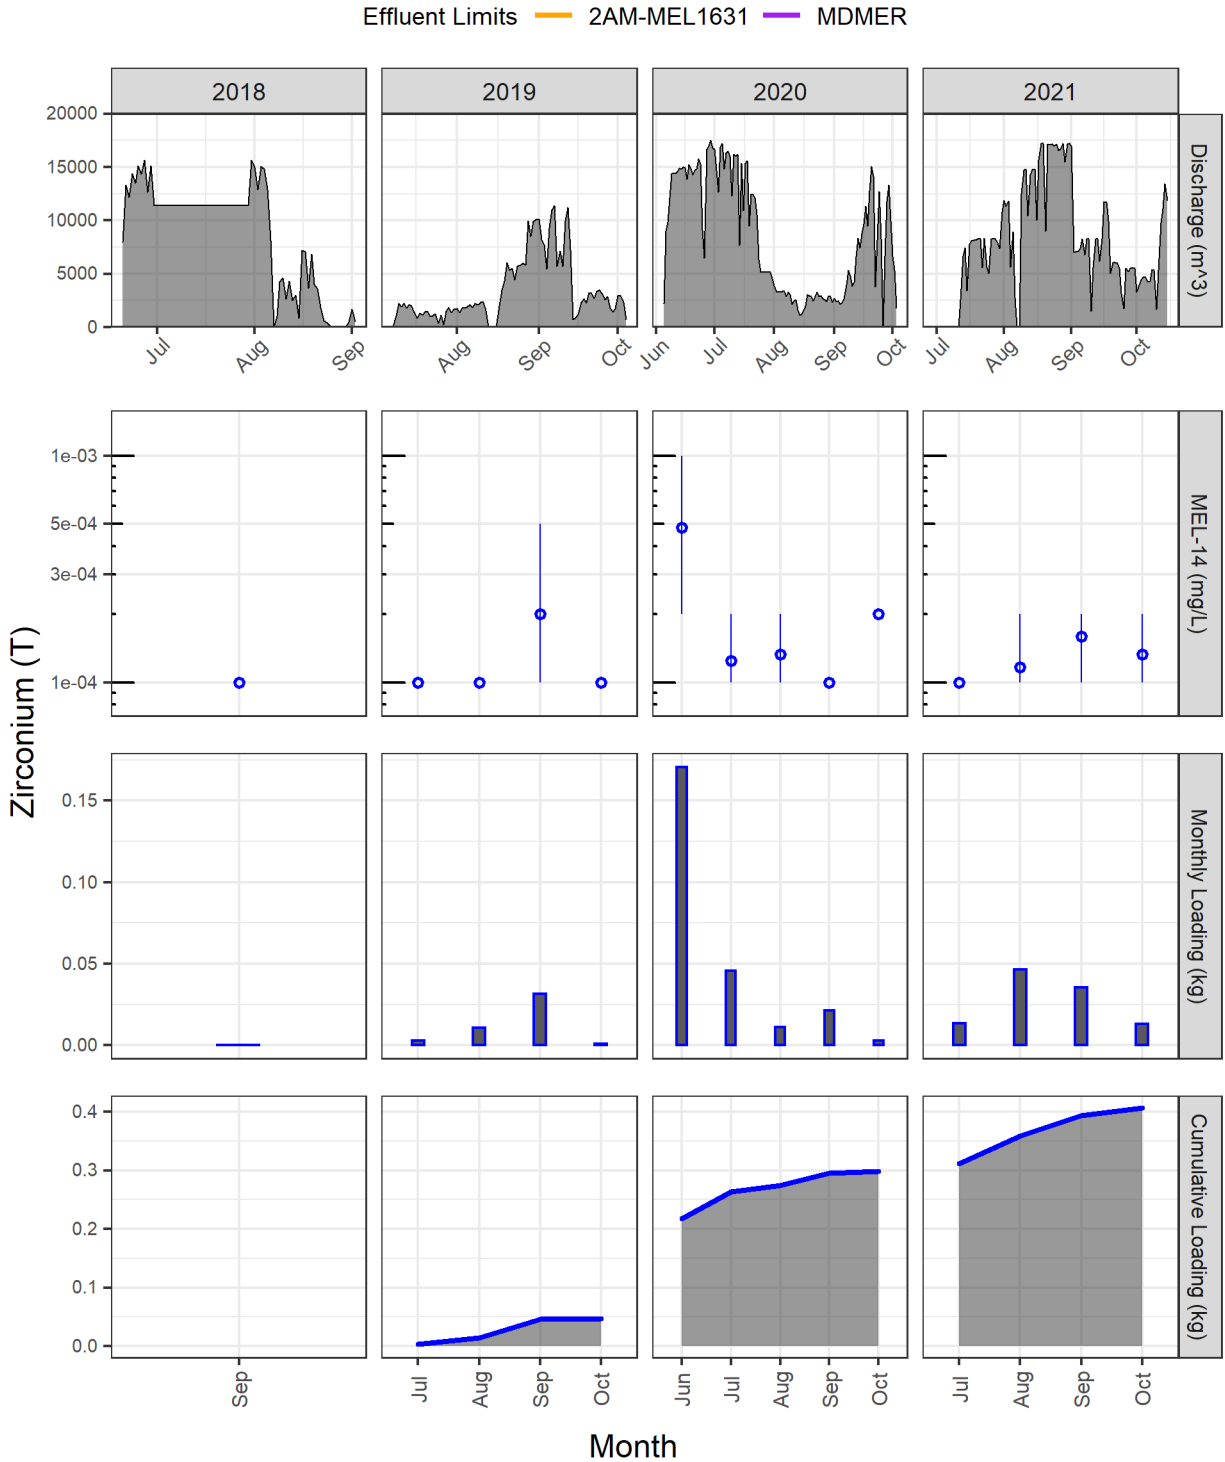 Effluent Limits 2AM-MEL1631 MDMER
2018 2019 2020 2021
20000
15000
10000
5000
0
Discharge (m^3)
Jul Aug Sep Aug Sep Oct Jun Jul Aug Sep Oct Jul Aug Sep Oct
1e-03
5e-04
3e-04
1e-04
MEL-14 (mg/L)
Zirconium (T)
0.15
0.10
0.05
0.00
Monthly Loading (kg)
0.4
0.3
0.2
0.1
0.0
Cumulative Loading (kg)
Sep Jul Aug Sep Oct Jun Jul Aug Sep Oct Jul Aug Sep Oct
Month